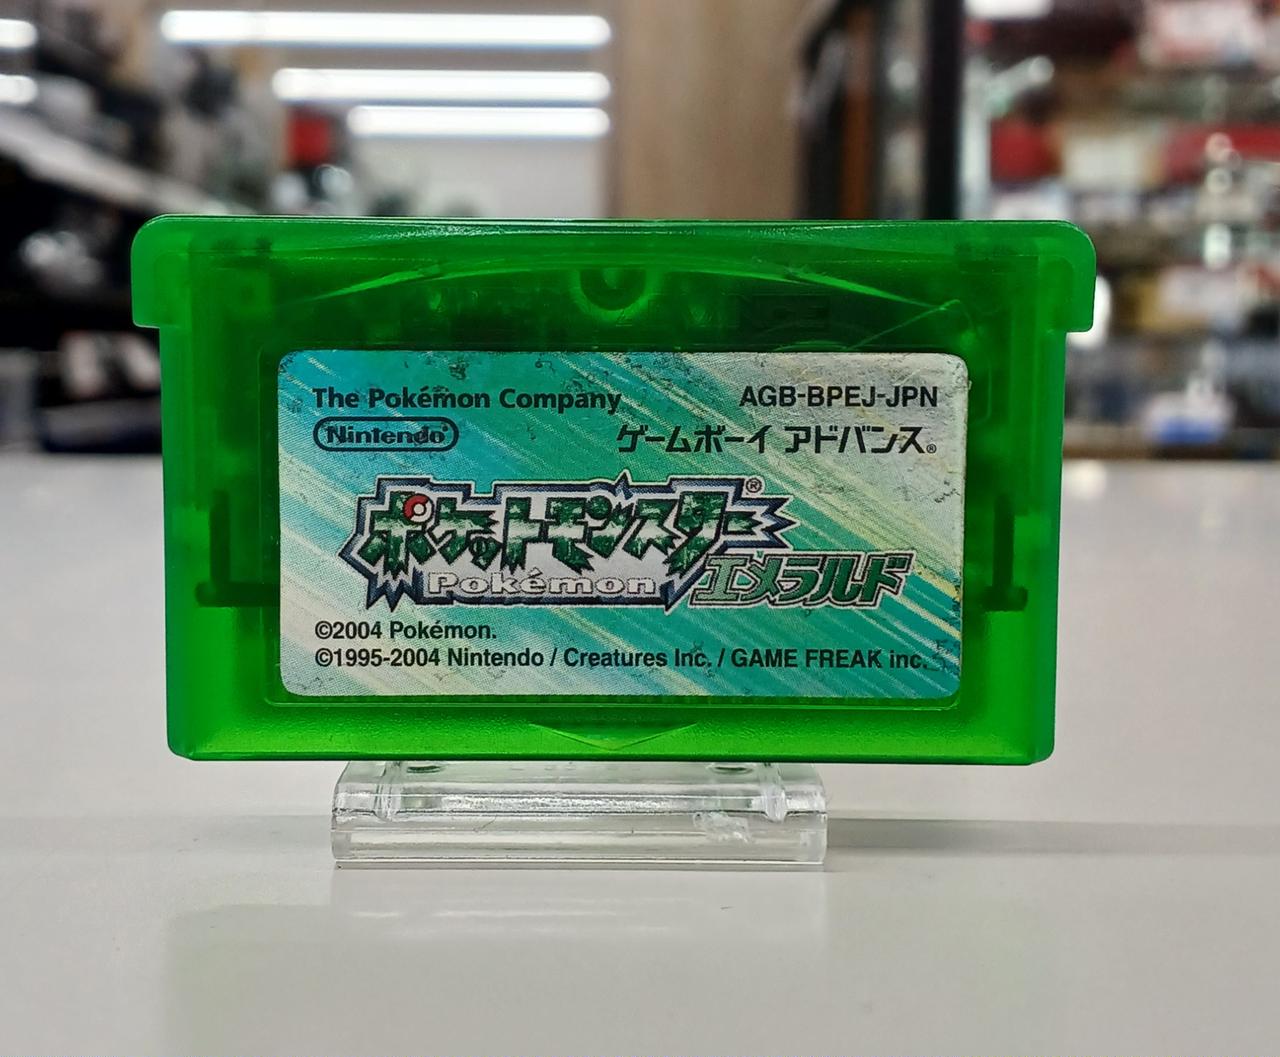 The Pokémon Company AGB-BPEJ-JPN
Nintendo® ゲームボーイ アドバンス®
ポケットモンスター®
Pokémon エメラルド
©2004 Pokémon.
©1995-2004 Nintendo / Creatures Inc. / GAME FREAK inc.